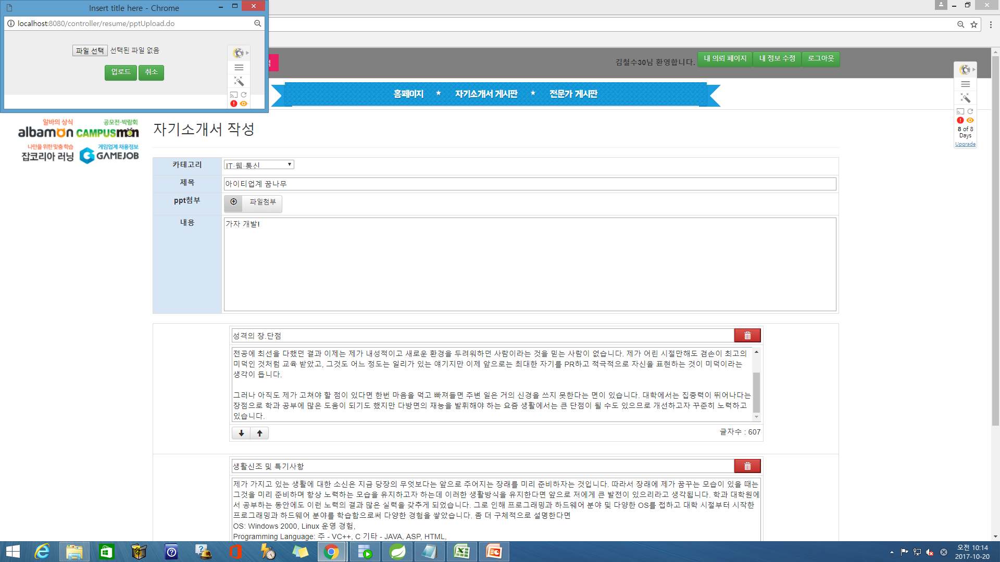 Insert title here - Chrome
localhost:8080/controller/resume/pptUpload.do
파일 선택 선택된 파일 없음
업로드 취소
김철수30님 환영합니다. 내 의뢰 페이지 내 정보 수정 로그아웃
홈페이지 ★ 자기소개서 게시판 ★ 전문가 게시판
8 of 8
Days
Upgrade
알바의 상식 공모전·박람회
albamon CAMPUSmon
나만을 위한 맞춤 학습 게임업계 채용정보
잡코리아 러닝 GAMEJOB
자기소개서 작성
카테고리 IT·웹·통신
제목 아이티업계 꿈나무
ppt첨부 파일첨부
내용 가자 개발!
성격의 장.단점
전공에 최선을 다했던 결과 이제는 제가 내성적이고 새로운 환경을 두려워하던 사람이라는 것을 믿는 사람이 없습니다. 제가 어린 시절만해도 겸손이 최고의
미덕인 것처럼 교육 받았고, 그것도 어느 정도는 일리가 있는 얘기지만 이제 앞으로는 최대한 자기를 PR하고 적극적으로 자신을 표현하는 것이 미덕이라는
생각이 듭니다.
그러나 아직도 제가 고쳐야 할 점이 있다면 한번 마음을 먹고 빠져들면 주변 일은 거의 신경을 쓰지 못한다는 면이 있습니다. 대학에서는 집중력이 뛰어나다는
장점으로 학과 공부에 많은 도움이 되기도 했지만 다방면의 재능을 발휘해야 하는 요즘 생활에서는 큰 단점이 될 수도 있으므로 개선하고자 꾸준히 노력하고
있습니다.
글자수 : 607
생활신조 및 특기사항
제가 가지고 있는 생활에 대한 소신은 지금 당장의 무엇보다는 앞으로 주어지는 장래를 미리 준비하자는 것입니다. 따라서 장래에 제가 꿈꾸는 모습이 있을 때는
그것을 미리 준비하며 항상 노력하는 모습을 유지하고자 하는데 이러한 생활방식을 유지한다면 앞으로 저에게 큰 발전이 있으리라고 생각됩니다. 학과 대학원에
서 공부하는 동안에도 이런 노력의 결과 많은 실력을 갖추게 되었습니다. 그로 인해 프로그래밍과 하드웨어 분야 및 다양한 OS를 접하고 대학 시절부터 시작한
프로그래밍과 하드웨어 분야를 학습함으로써 다양한 경험을 쌓았습니다. 좀 더 구체적으로 설명한다면
OS: Windows 2000, Linux 운영 경험,
Programming Language: 주 - VC++, C 기타 - JAVA, ASP, HTML,
오전 10:14
2017-10-20